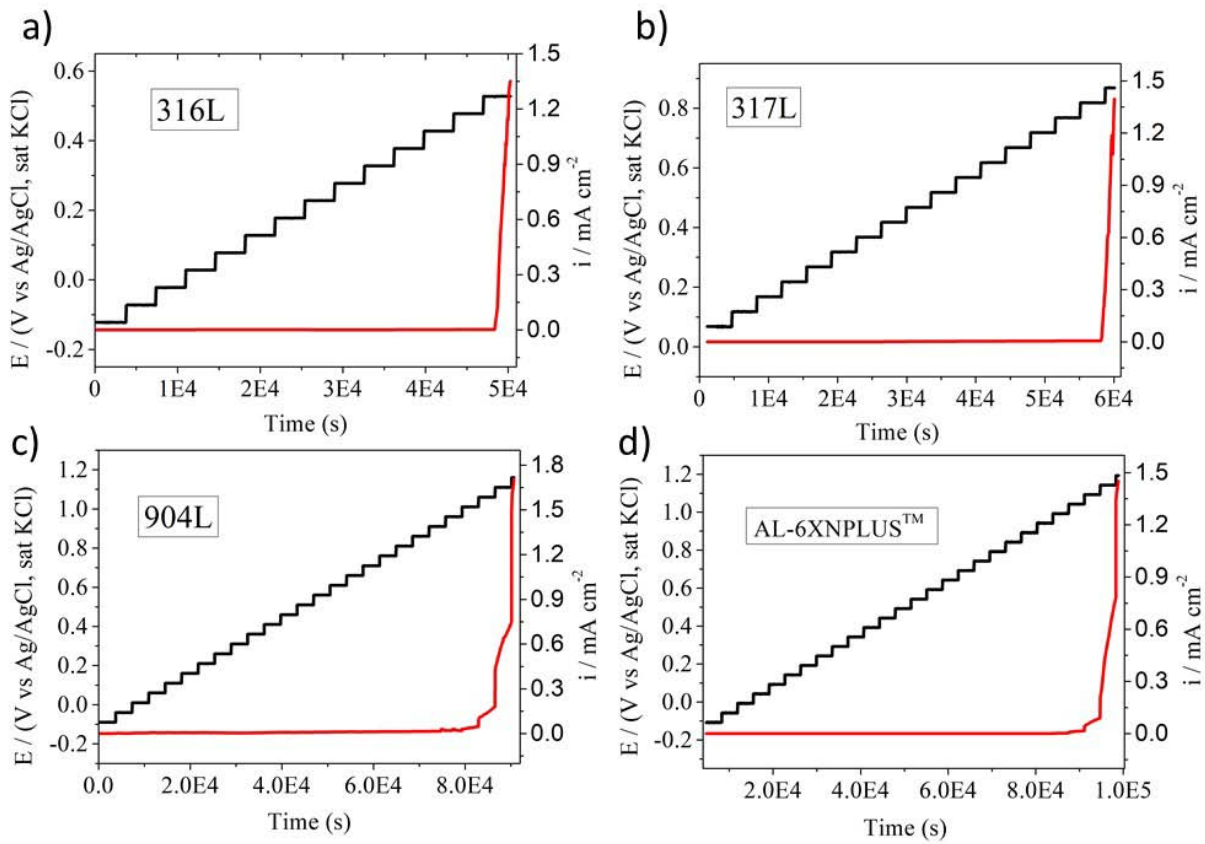 a)
316L
E / (V vs Ag/AgCl, sat KCl)
0.6
0.4
0.2
0.0
-0.2
1.5
1.2
0.9
0.6
0.3
0.0
i / mA cm-2
0 1E4 2E4 3E4 4E4 5E4
Time (s)
b)
317L
E / (V vs Ag/AgCl, sat KCl)
0.8
0.6
0.4
0.2
0.0
1.5
1.2
0.9
0.6
0.3
0.0
i / mA cm-2
0 1E4 2E4 3E4 4E4 5E4 6E4
Time (s)
c)
904L
E / (V vs Ag/AgCl, sat KCl)
1.2
1.0
0.8
0.6
0.4
0.2
0.0
-0.2
1.8
1.5
1.2
0.9
0.6
0.3
0.0
i / mA cm-2
0.0 2.0E4 4.0E4 6.0E4 8.0E4
Time (s)
d)
AL-6XNPLUS™
E / (V vs Ag/AgCl, sat KCl)
1.2
1.0
0.8
0.6
0.4
0.2
0.0
-0.2
1.5
1.2
0.9
0.6
0.3
0.0
i / mA cm-2
2.0E4 4.0E4 6.0E4 8.0E4 1.0E5
Time (s)